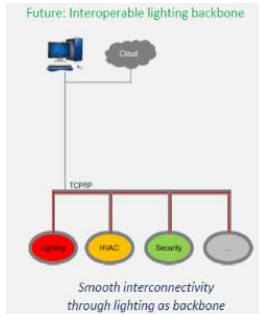 Future: Interoperable lighting backbone
Cloud
TCP/IP
Lighting
HVAC
Security
...
Smooth interconnectivity
through lighting as backbone